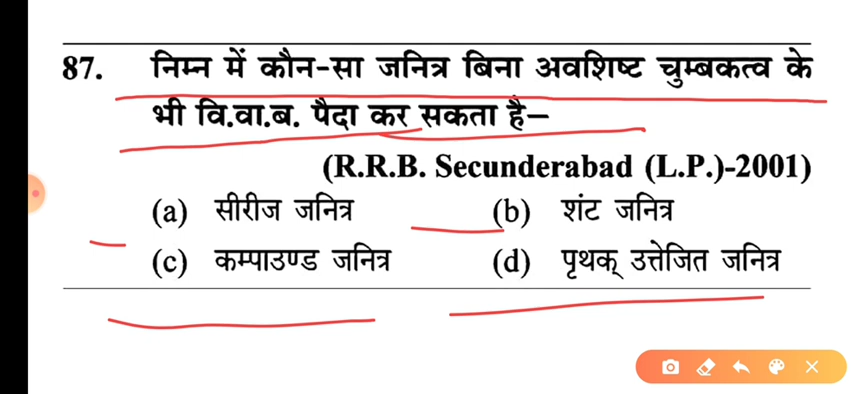 87. निम्न में कौन-सा जनित्र बिना अवशिष्ट चुम्बकत्व के
भी वि.वा.ब. पैदा कर सकता है–
(R.R.B. Secunderabad (L.P.)-2001)
(a) सीरीज जनित्र (b) शंट जनित्र
(c) कम्पाउण्ड जनित्र (d) पृथक् उत्तेजित जनित्र